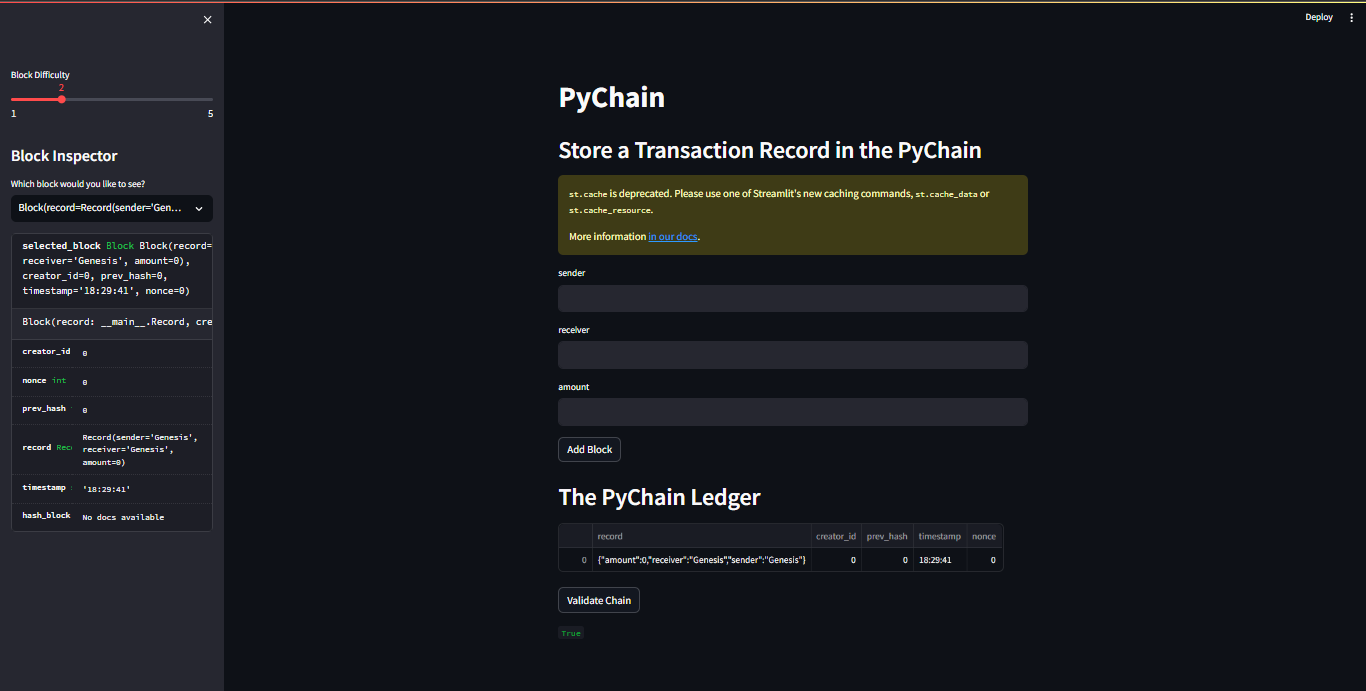 Deploy
Block Difficulty
2
1 5
Block Inspector
Which block would you like to see?
Block(record=Record(sender='Gen...
selected_block Block Block(record=
receiver='Genesis', amount=0),
creator_id=0, prev_hash=0,
timestamp='18:29:41', nonce=0)
Block(record: __main__.Record, cre
creator_id 0
nonce int 0
prev_hash 0
record Rec Record(sender='Genesis',
receiver='Genesis',
amount=0)
timestamp '18:29:41'
hash_block No docs available
PyChain
Store a Transaction Record in the PyChain
st.cache is deprecated. Please use one of Streamlit's new caching commands, st.cache_data or
st.cache_resource.
More information in our docs.
sender
receiver
amount
Add Block
The PyChain Ledger
record creator_id prev_hash timestamp nonce
0 {"amount":0,"receiver":"Genesis","sender":"Genesis"} 0 0 18:29:41 0
Validate Chain
True